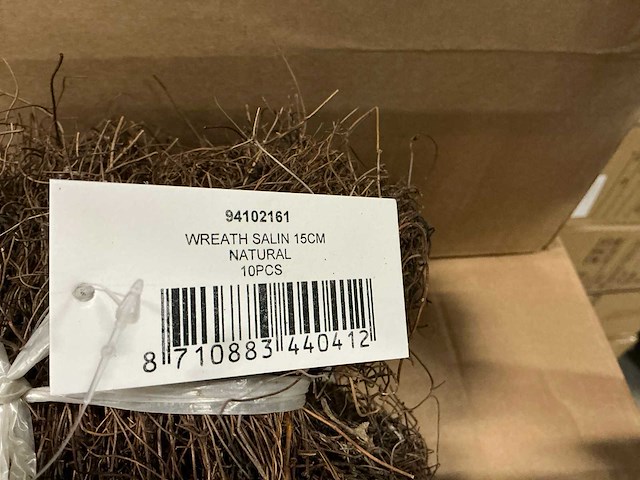 94102161
WREATH SALIN 15CM
NATURAL
10PCS
8 710883 440412